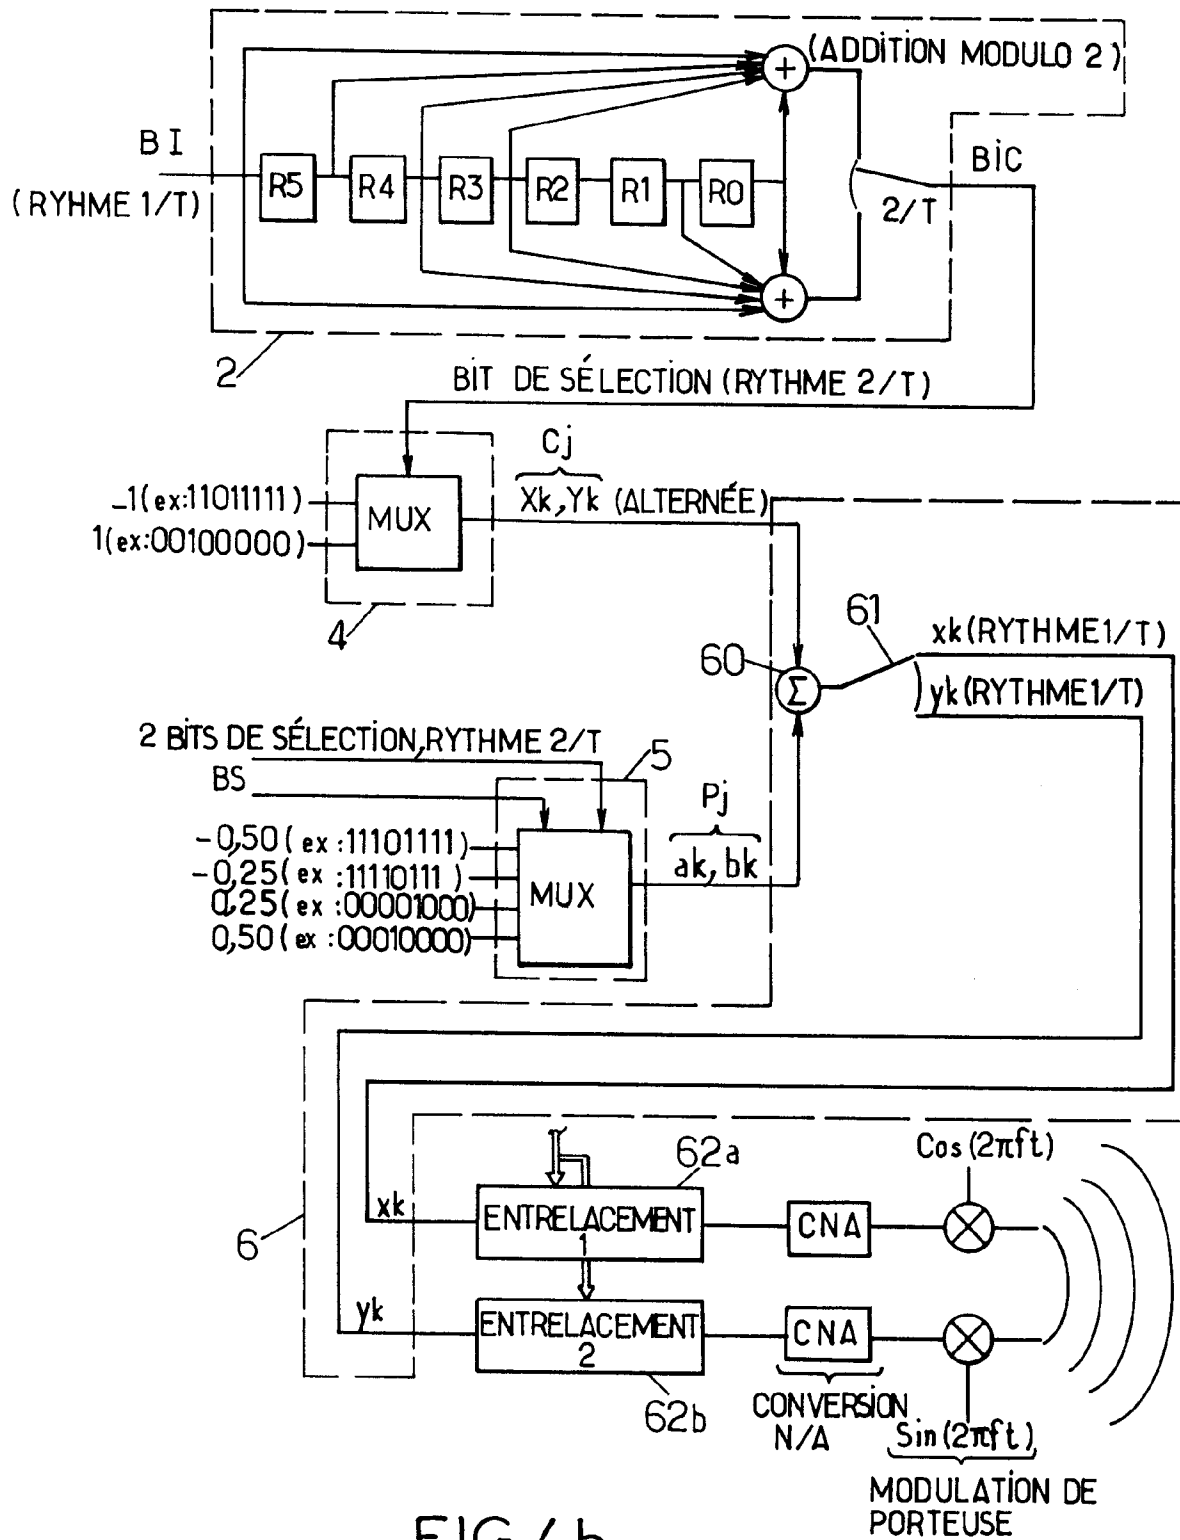 (ADDITION MODULO 2)
+
BI
(RYHME 1/T)
R5 R4 R3 R2 R1 R0
BIC
2/T
+
2
BIT DE SÉLECTION (RYTHME 2/T)
Cj
Xk,Yk (ALTERNÉE)
-1(ex:11011111)
1(ex:00100000)
MUX
4
61
60
Σ
xk(RYTHME1/T)
yk(RYTHME1/T)
2 BITS DE SÉLECTION,RYTHME 2/T
BS
5
Pj
ak, bk
-0,50(ex:11101111)
-0,25(ex:11110111)
0,25(ex:00001000)
0,50(ex:00010000)
MUX
6
xk
ENTRELACEMENT
1
62a
CNA
Cos(2πft)
yk
ENTRELACEMENT
2
62b
CNA
CONVERSION
N/A
Sin(2πft)
MODULATION DE
PORTEUSE